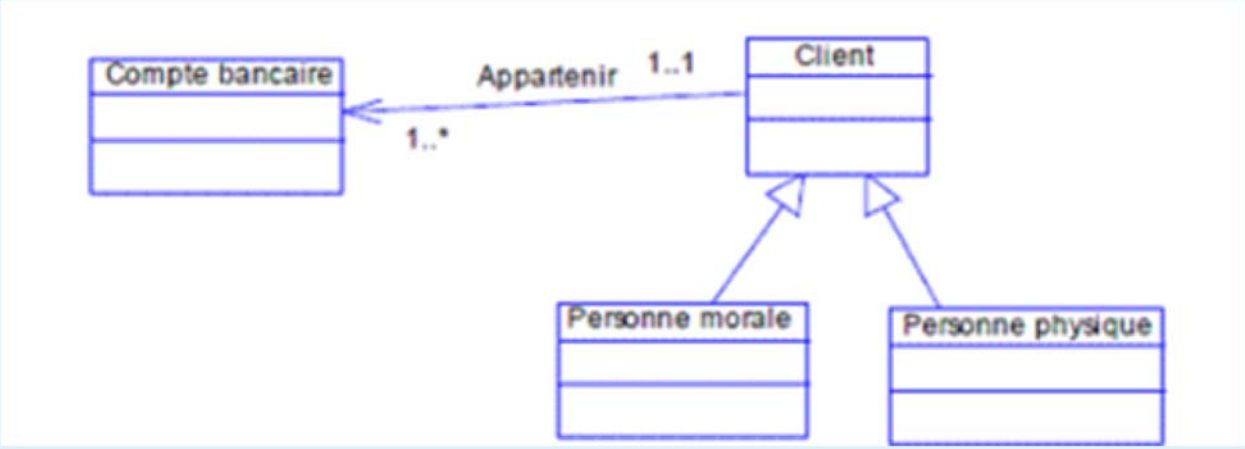 Compte bancaire
Appartenir
1..1
1..*
Client
Personne morale
Personne physique